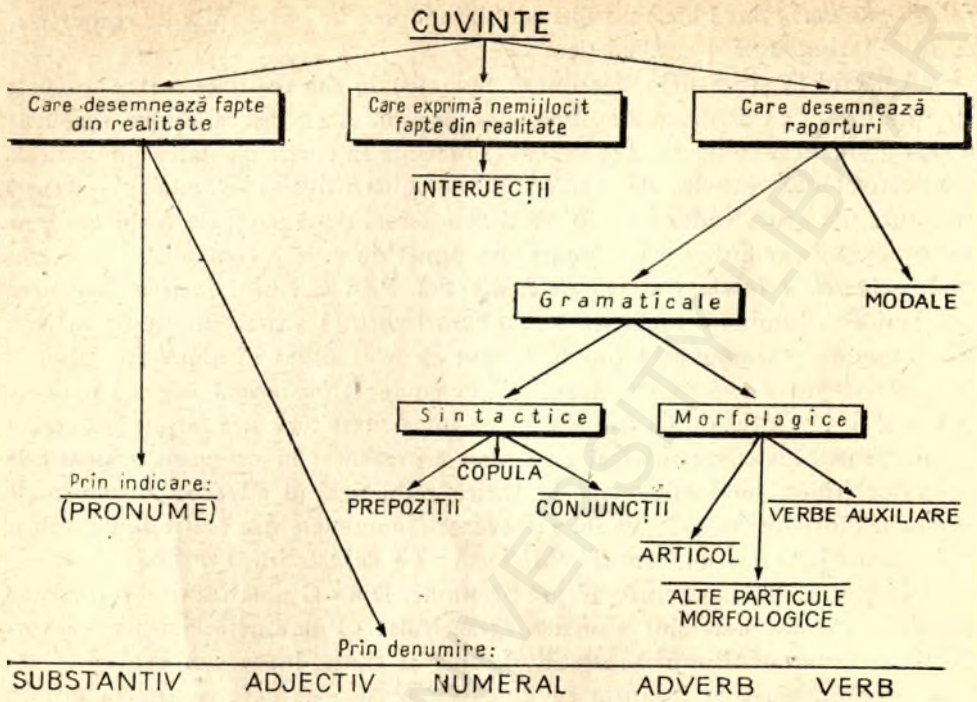 CUVINTE
Care desemnează fapte
din realitate
Care exprimă nemijlocit
fapte din realitate
Care desemnează
raporturi
INTERJECȚII
Gramaticale
MODALE
Sintactice
Morfologice
COPULA
Prin indicare:
(PRONUME)
PREPOZIȚII
CONJUNCȚII
VERBE AUXILIARE
ARTICOL
ALTE PARTICULE
MORFOLOGICE
Prin denumire:
SUBSTANTIV ADJECTIV NUMERAL ADVERB VERB
VERSITY LIBRAR